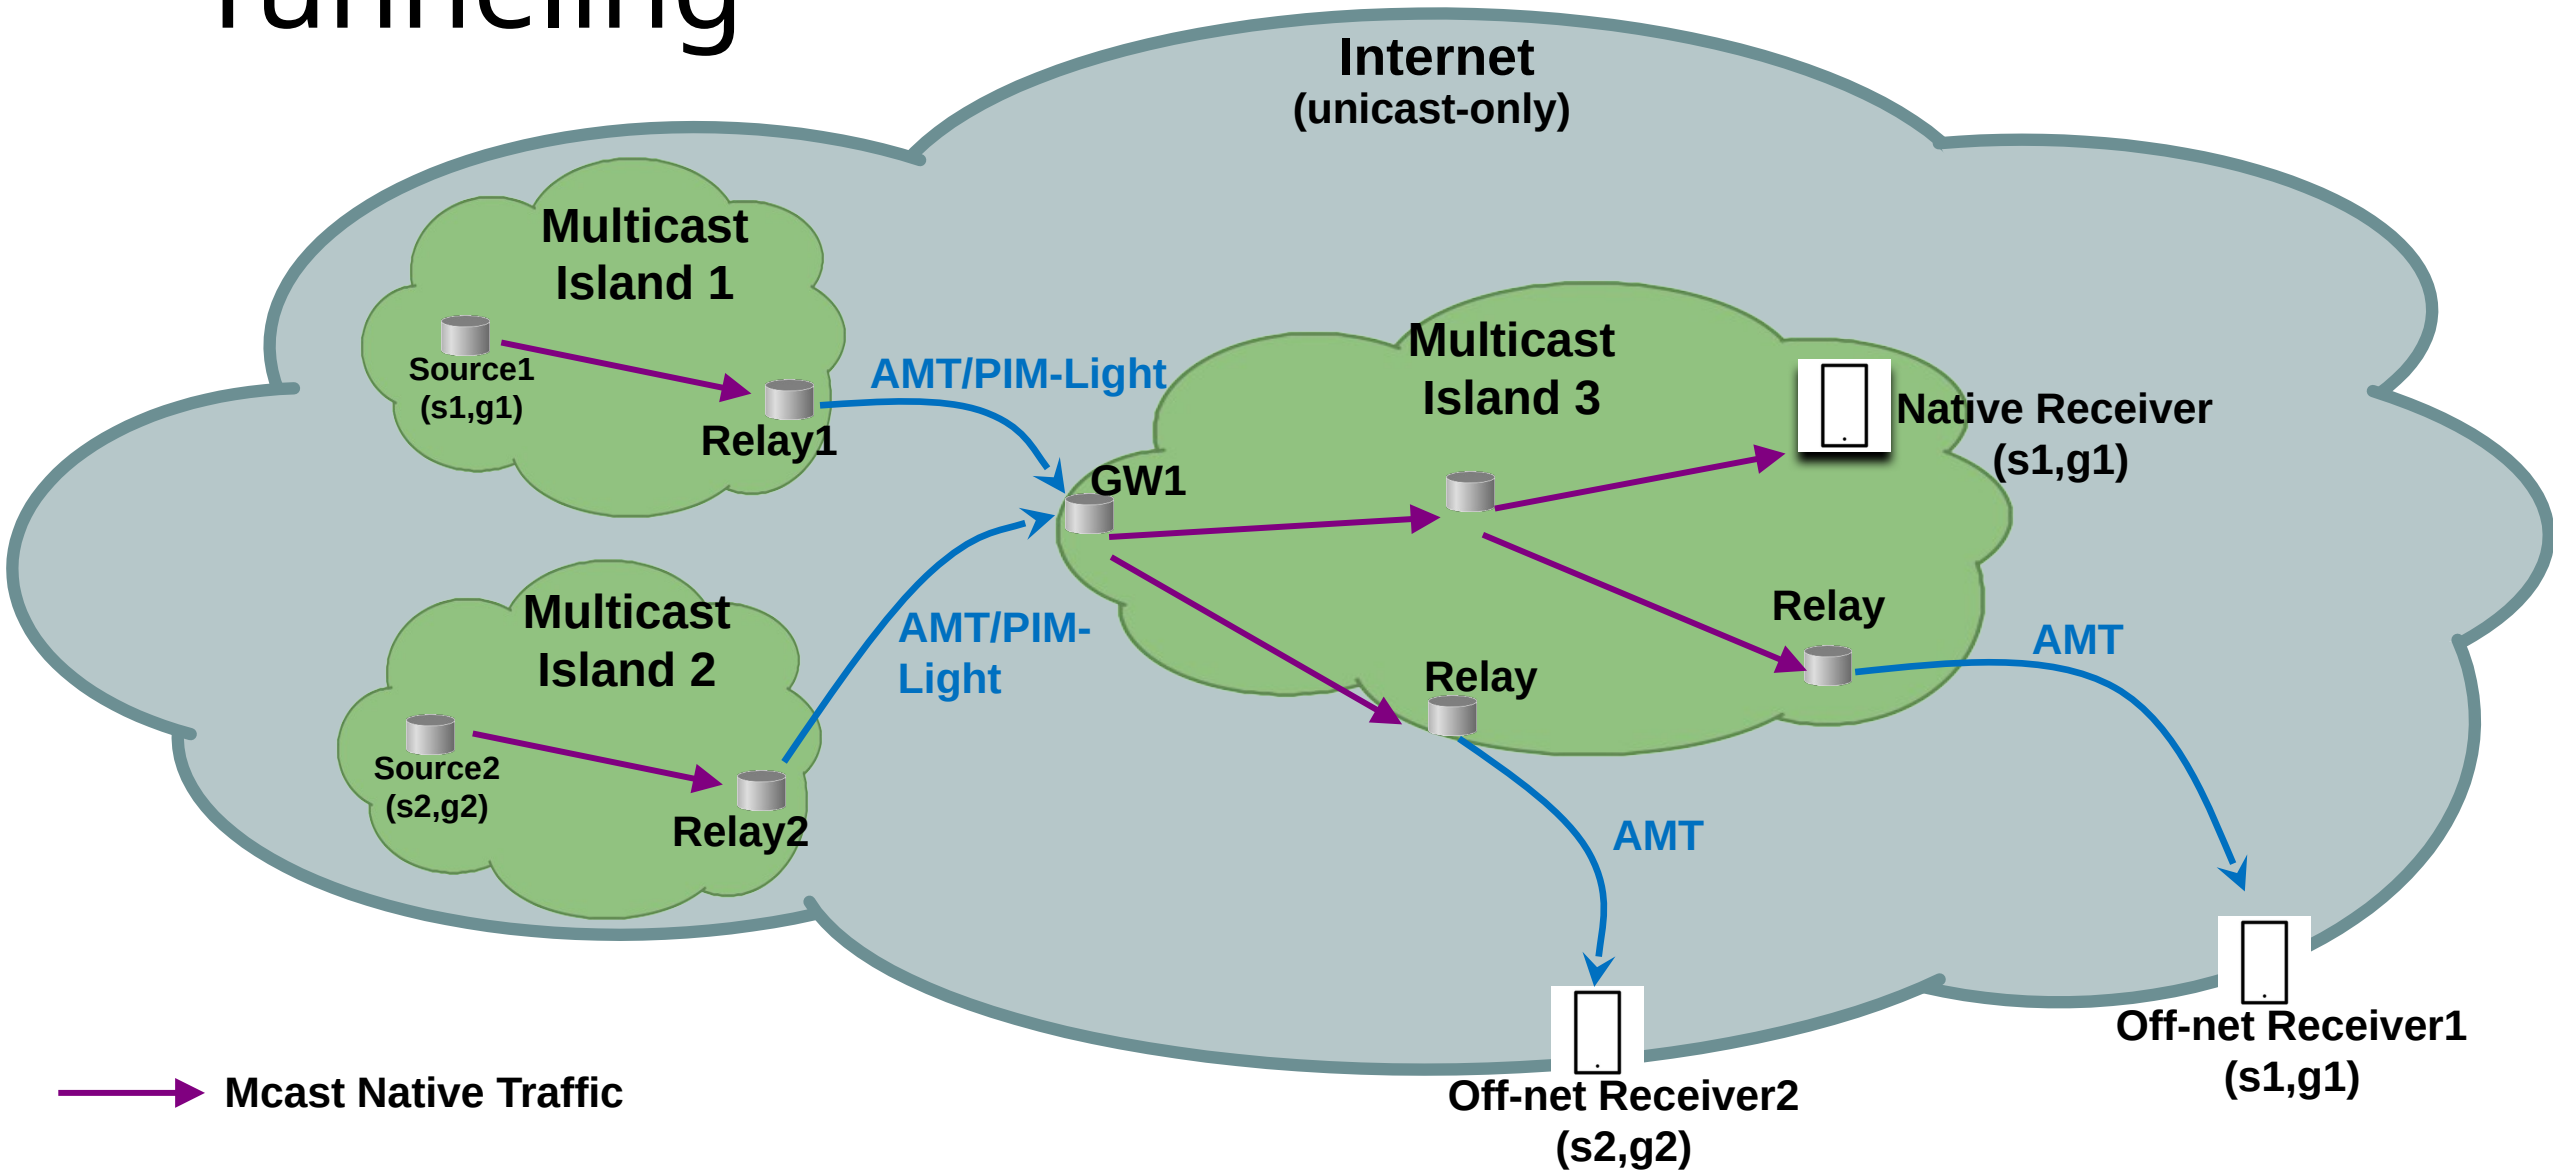 Tunneling
Internet
(unicast-only)
Multicast
Island 1
Source1
(s1,g1)
Relay1
AMT/PIM-Light
Multicast
Island 2
Source2
(s2,g2)
Relay2
AMT/PIM-
Light
GW1
Multicast
Island 3
Native Receiver
(s1,g1)
Relay
AMT
Relay
AMT
Off-net Receiver1
(s1,g1)
Off-net Receiver2
(s2,g2)
Mcast Native Traffic